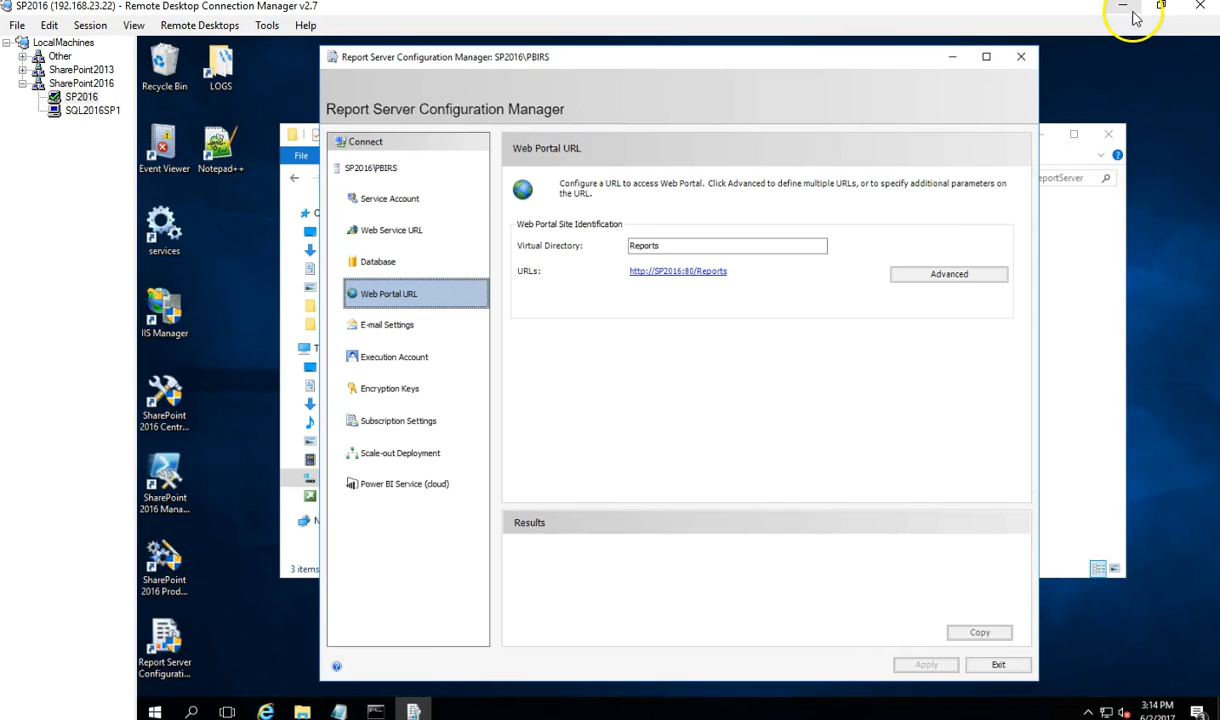 SP2016 (192.168.23.22) - Remote Desktop Connection Manager v2.7
File Edit Session View Remote Desktops Tools Help
LocalMachines
Other
SharePoint2013
SharePoint2016
SP2016
SQL2016SP1
Recycle Bin
LOGS
Event Viewer
Notepad++
services
IIS Manager
SharePoint
2016 Centr...
SharePoint
2016 Mana...
SharePoint
2016 Prod...
Report Server
Configurati...
File
3 items
eportServer
Report Server Configuration Manager: SP2016\PBIRS
Report Server Configuration Manager
Connect
SP2016\PBIRS
Service Account
Web Service URL
Database
Web Portal URL
E-mail Settings
Execution Account
Encryption Keys
Subscription Settings
Scale-out Deployment
Power BI Service (cloud)
Web Portal URL
Configure a URL to access Web Portal. Click Advanced to define multiple URLs, or to specify additional parameters on
the URL.
Web Portal Site Identification
Virtual Directory: Reports
URLs: http://SP2016:80/Reports
Advanced
Results
Copy
Apply Exit
3:14 PM
6/2/2017